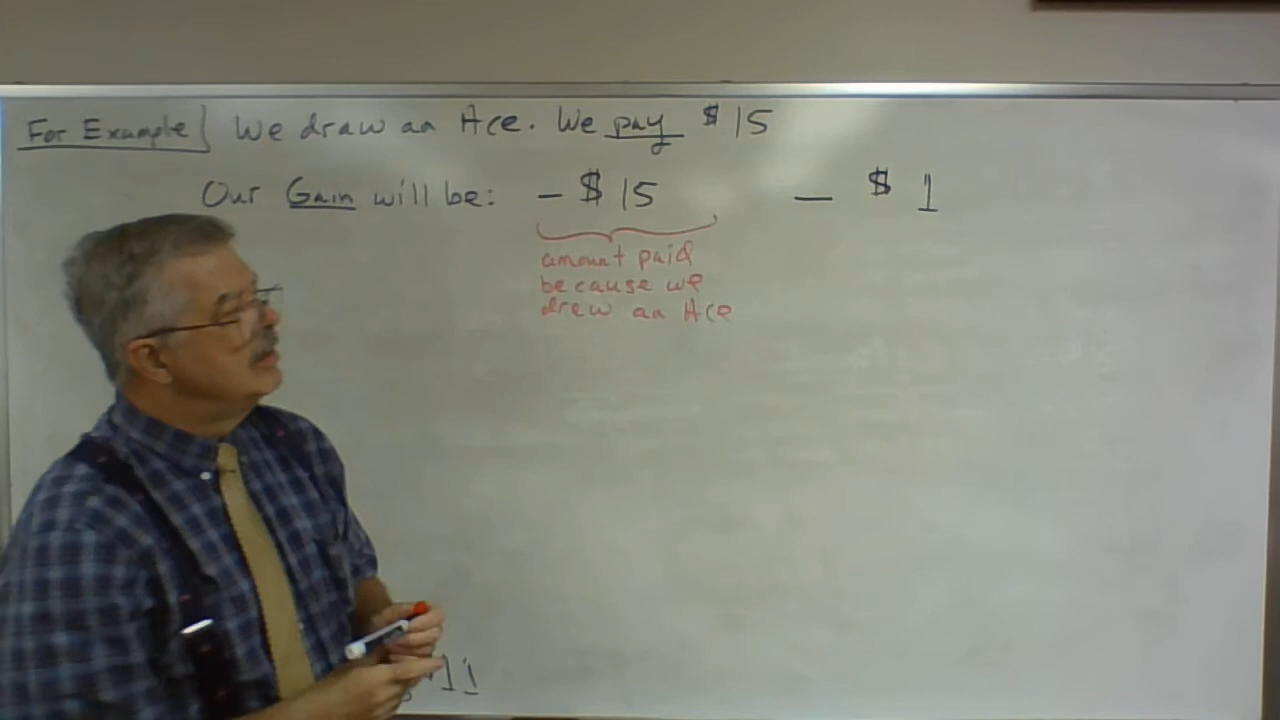 For Example We draw an Ace. We pay $ 15
Our Gain will be: - $ 15 - $ 1
amount paid
because we
drew an Ace